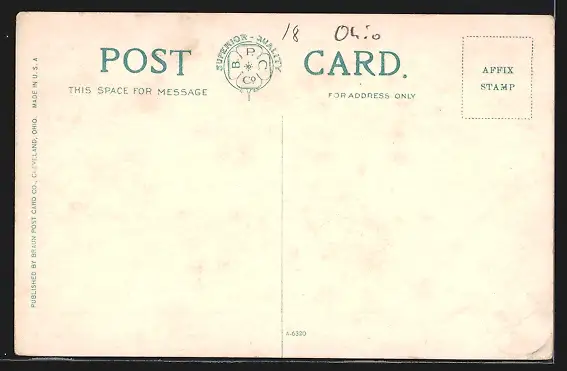 18 Ohio
POST CARD.
SUPERIOR - QUALITY
B. P. C. Co.
THIS SPACE FOR MESSAGE
FOR ADDRESS ONLY
AFFIX
STAMP
PUBLISHED BY BRAUN POST CARD CO., CLEVELAND, OHIO. MADE IN U. S. A
A-6320